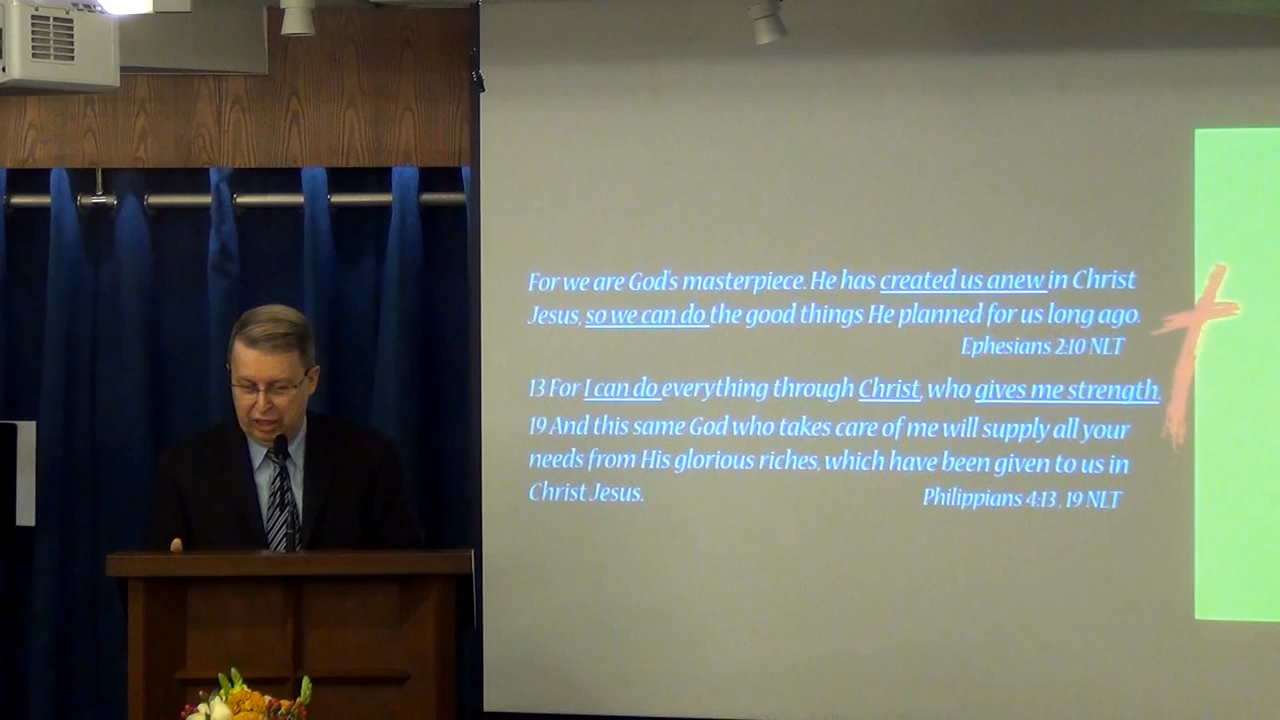 For we are God's masterpiece. He has created us anew in Christ
Jesus, so we can do the good things He planned for us long ago.
Ephesians 2:10 NLT
13 For I can do everything through Christ, who gives me strength.
19 And this same God who takes care of me will supply all your
needs from His glorious riches, which have been given to us in
Christ Jesus. Philippians 4:13, 19 NLT